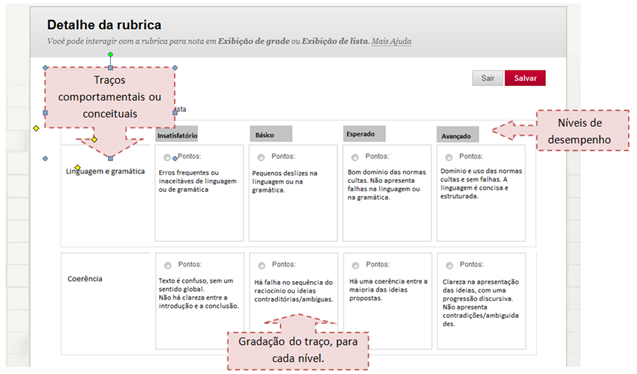 Detalhe da rubrica
Você pode interagir com a rubrica para nota em Exibição de grade ou Exibição de lista. Mais Ajuda
Sair
Salvar
Traços
comportamentais ou
conceituais
Níveis de
desempenho
Insatisfatório
Básico
Esperado
Avançado
Linguagem e gramática
Pontos:
Erros frequentes ou
inaceitáves de linguagem
ou de gramática
Pontos:
Pequenos deslizes na
linguagem ou na
gramática.
Pontos:
Bom domínio das normas
cultas. Não apresenta
falhas na linguagem ou
na gramática.
Pontos:
Domínio e uso das normas
cultas e sem falhas. A
linguagem é concisa e
estruturada.
Coerência
Pontos:
Texto é confuso, sem um
sentido global.
Não há clareza entre a
introdução e a conclusão.
Pontos:
Há falha no sequência do
raciocínio ou ideias
contraditórias/ambíguas.
Pontos:
Há uma coerência entre a
maioria das ideias
propostas.
Pontos:
Clareza na apresentação
das ideias, com uma
progressão discursiva.
Não apresenta
contradições/ambiguida
des.
Gradação do traço, para
cada nível.